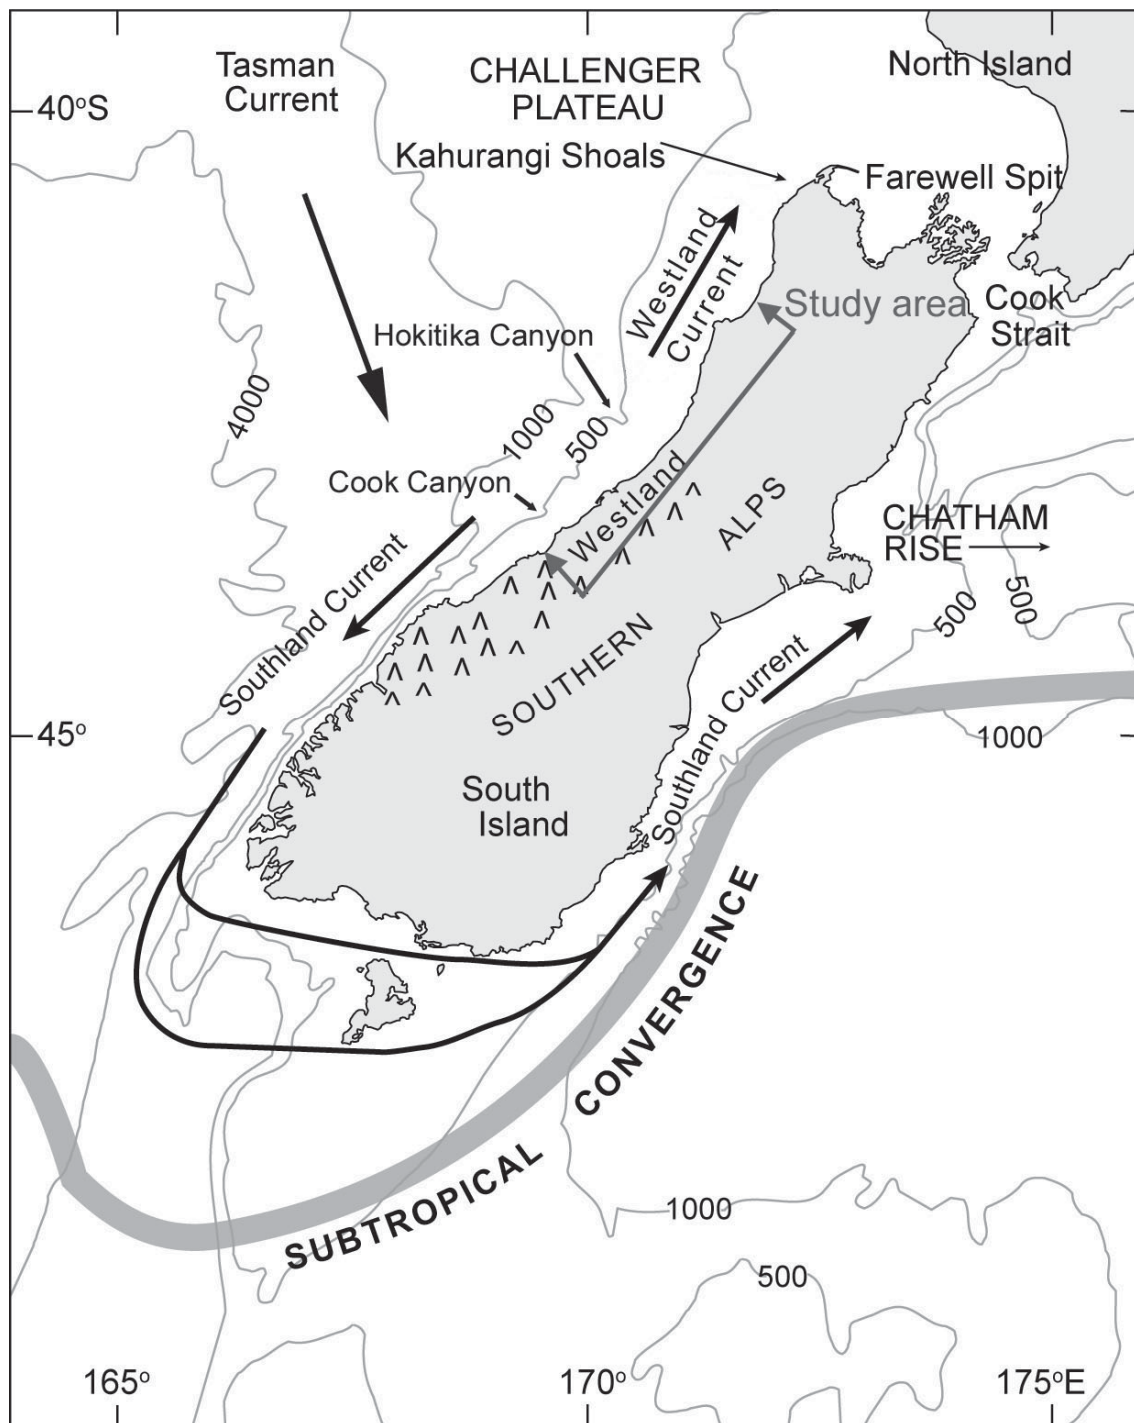 Tasman
Current
CHALLENGER
PLATEAU
North Island
40°S
Kahurangi Shoals
Farewell Spit
Westland
Current
Study area
Cook
Strait
Hokitika Canyon
4000
1000
500
Cook Canyon
Westland
ALPS
CHATHAM
RISE
Southland Current
500
500
SOUTHERN
Southland Current
45°
1000
South
Island
CONVERGENCE
SUBTROPICAL
1000
500
165°
170°
175°E